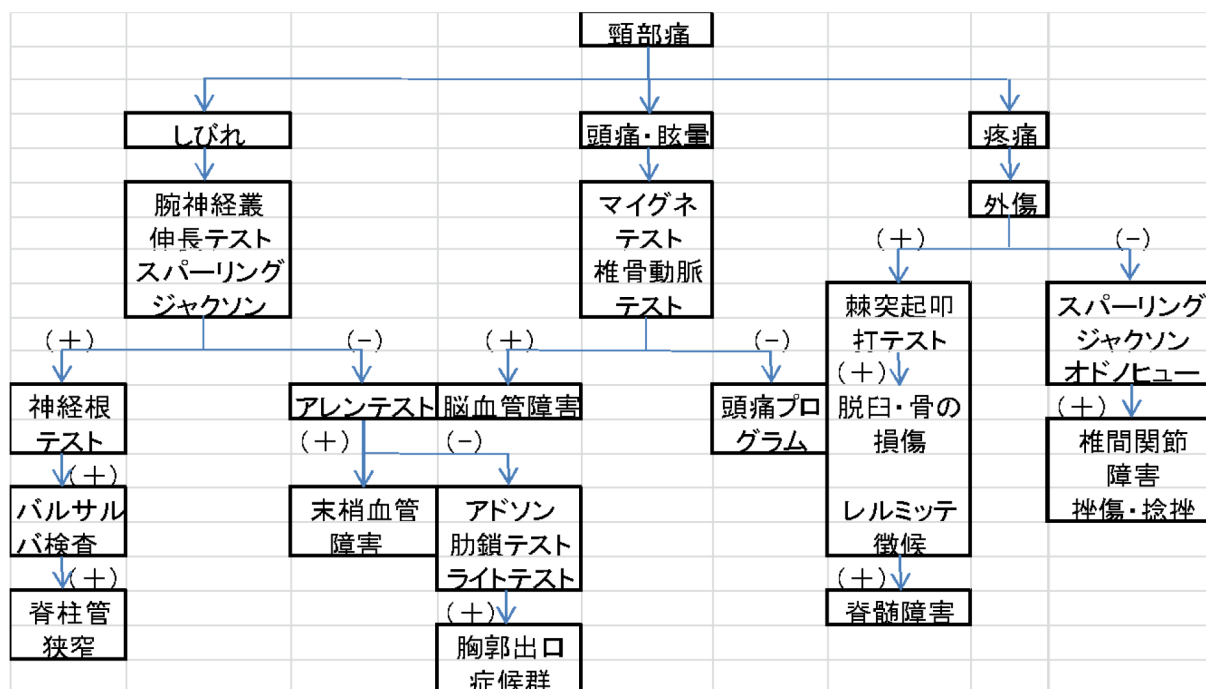 頸部痛
しびれ
頭痛・眩暈
疼痛
腕神経叢
伸長テスト
スパーリング
ジャクソン
マイグネ
テスト
椎骨動脈
テスト
外傷
(＋)
(－)
棘突起叩
打テスト
(＋)
脱臼・骨の
損傷
レルミッテ
徴候
(＋)
脊髄障害
スパーリング
ジャクソン
オドノヒュー
(＋)
椎間関節
障害
挫傷・捻挫
(＋)
(－)
(＋)
(－)
神経根
テスト
(＋)
バルサル
バ検査
(＋)
脊柱管
狭窄
アレンテスト
(＋)
(－)
末梢血管
障害
アドソン
肋鎖テスト
ライトテスト
(＋)
胸郭出口
症候群
脳血管障害
頭痛プロ
グラム